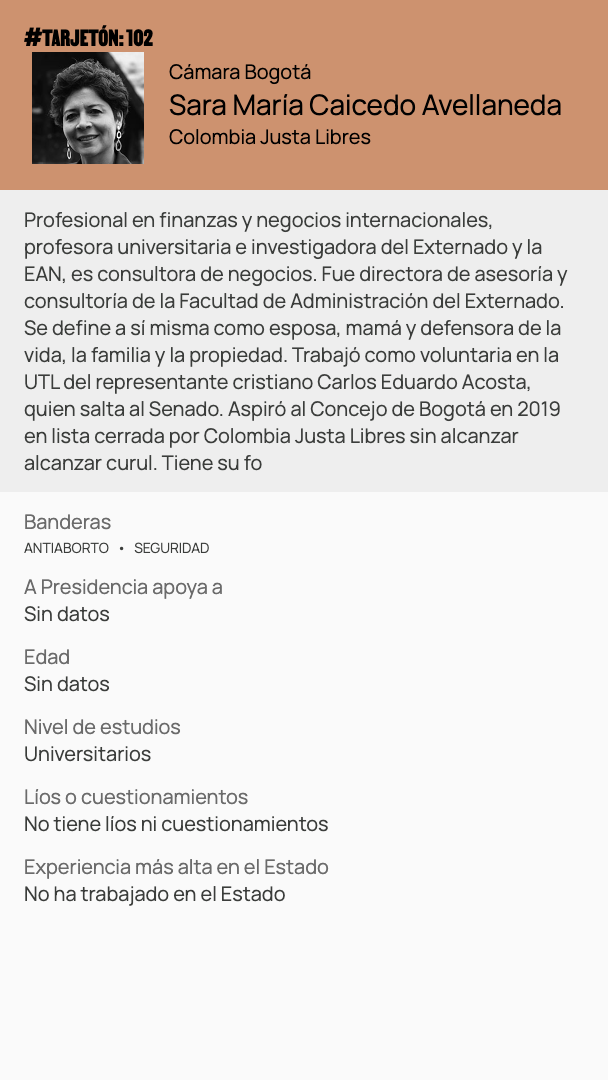 #TARJETÓN: 102
Cámara Bogotá
Sara María Caicedo Avellaneda
Colombia Justa Libres
Profesional en finanzas y negocios internacionales,
profesora universitaria e investigadora del Externado y la
EAN, es consultora de negocios. Fue directora de asesoría y
consultoría de la Facultad de Administración del Externado.
Se define a sí misma como esposa, mamá y defensora de la
vida, la familia y la propiedad. Trabajó como voluntaria en la
UTL del representante cristiano Carlos Eduardo Acosta,
quien salta al Senado. Aspiró al Concejo de Bogotá en 2019
en lista cerrada por Colombia Justa Libres sin alcanzar
alcanzar curul. Tiene su fo
Banderas
ANTIABORTO • SEGURIDAD
A Presidencia apoya a
Sin datos
Edad
Sin datos
Nivel de estudios
Universitarios
Líos o cuestionamientos
No tiene líos ni cuestionamientos
Experiencia más alta en el Estado
No ha trabajado en el Estado